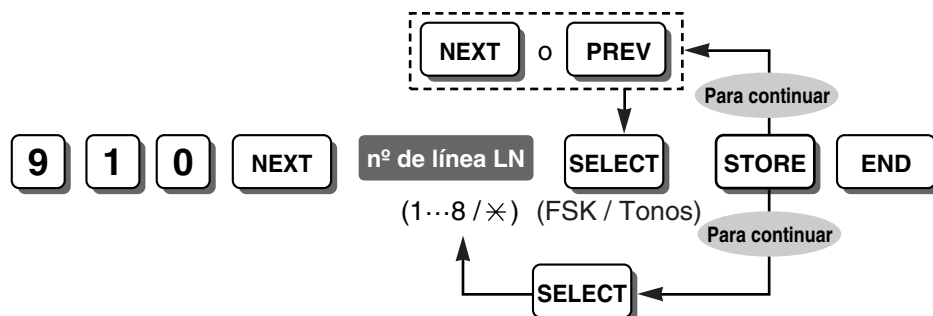 NEXT o PREV
Para continuar
9 1 0 NEXT nº de línea LN SELECT STORE END
(1···8 / ✳) (FSK / Tonos)
Para continuar
SELECT